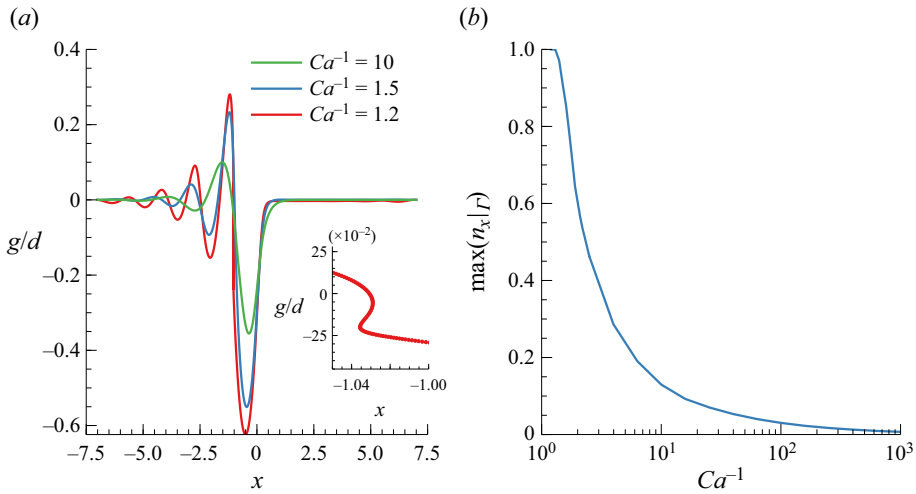 (a)
0.4
0.2
0
–0.2
–0.4
–0.6
g/d
–7.5
–5.0
–2.5
0
2.5
5.0
7.5
x
Ca⁻¹ = 10
Ca⁻¹ = 1.5
Ca⁻¹ = 1.2
(×10⁻²)
25
0
–25
g/d
–1.04
–1.00
x
(b)
1.0
0.8
0.6
0.4
0.2
0
max(nₓ|_Γ)
10⁰
10¹
10²
10³
Ca⁻¹